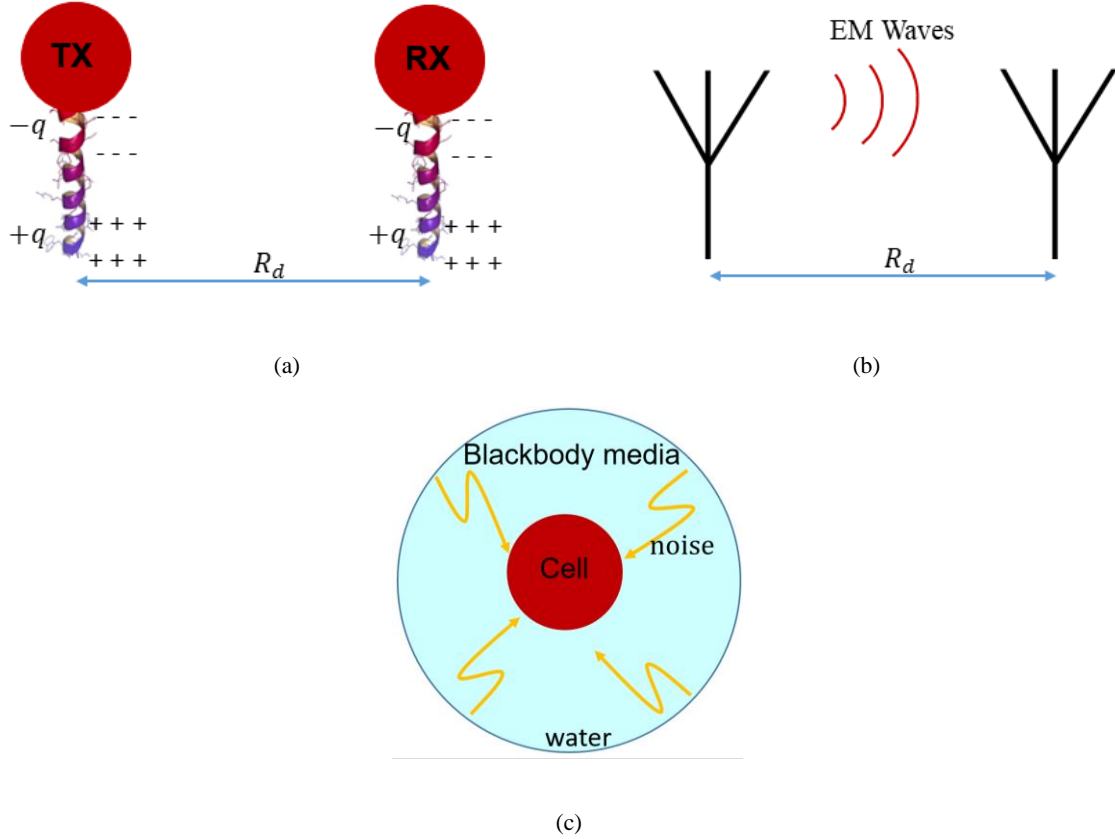 TX
RX
−q
- - -
- - -
−q
- - -
- - -
+q
+ + +
+ + +
+q
+ + +
+ + +
R_d
EM Waves
R_d
(a)
(b)
Blackbody media
noise
Cell
water
(c)